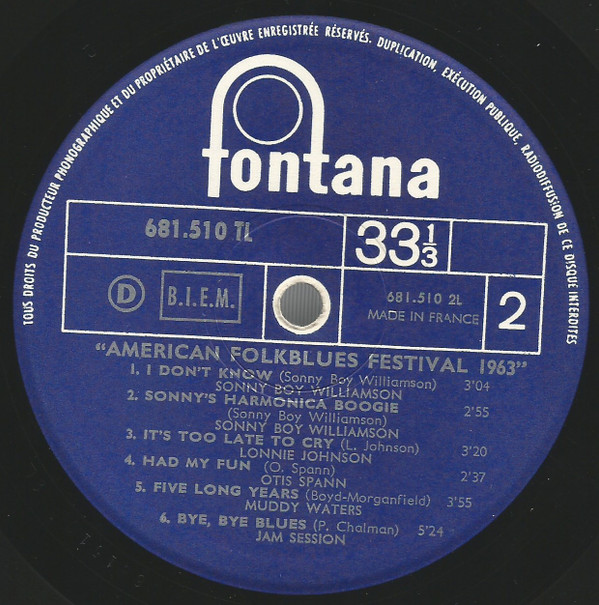 TOUS DROITS DU PRODUCTEUR PHONOGRAPHIQUE ET DU PROPRIÉTAIRE DE L'ŒUVRE ENREGISTRÉE RÉSERVÉS. DUPLICATION, EXÉCUTION PUBLIQUE, RADIODIFFUSION DE CE DISQUE INTERDITES
fontana
681.510 TL
33 1/3
D
B.I.E.M.
681.510 2L
MADE IN FRANCE
2
"AMERICAN FOLKBLUES FESTIVAL 1963"
1. I DON'T KNOW (Sonny Boy Williamson) 3'04
SONNY BOY WILLIAMSON
2. SONNY'S HARMONICA BOOGIE 2'55
(Sonny Boy Williamson)
SONNY BOY WILLIAMSON
3. IT'S TOO LATE TO CRY (L. Johnson) 3'20
LONNIE JOHNSON
4. HAD MY FUN (O. Spann) 2'37
OTIS SPANN
5. FIVE LONG YEARS (Boyd-Morganfield) 3'55
MUDDY WATERS
6. BYE, BYE BLUES (P. Chalman) 5'24
JAM SESSION